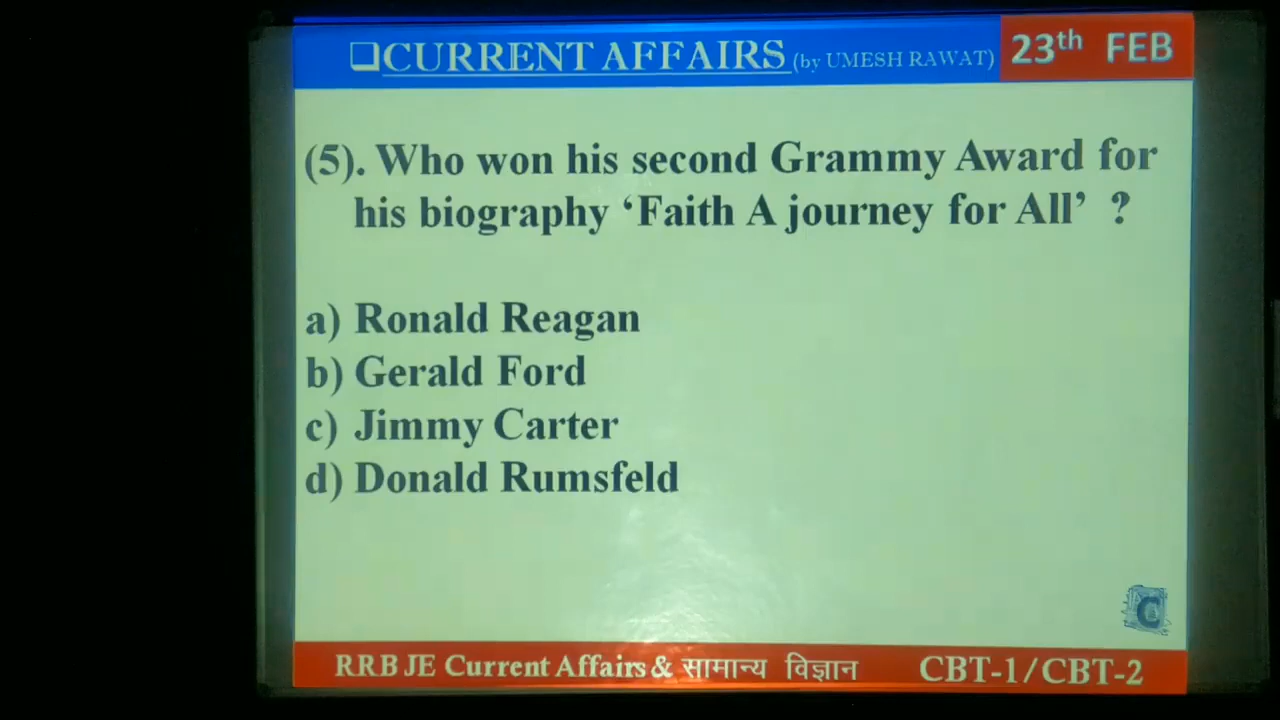 ❑CURRENT AFFAIRS (by UMESH RAWAT) 23th FEB
(5). Who won his second Grammy Award for
his biography ‘Faith A journey for All’ ?
a) Ronald Reagan
b) Gerald Ford
c) Jimmy Carter
d) Donald Rumsfeld
C
RRB JE Current Affairs & सामान्य विज्ञान CBT-1/CBT-2